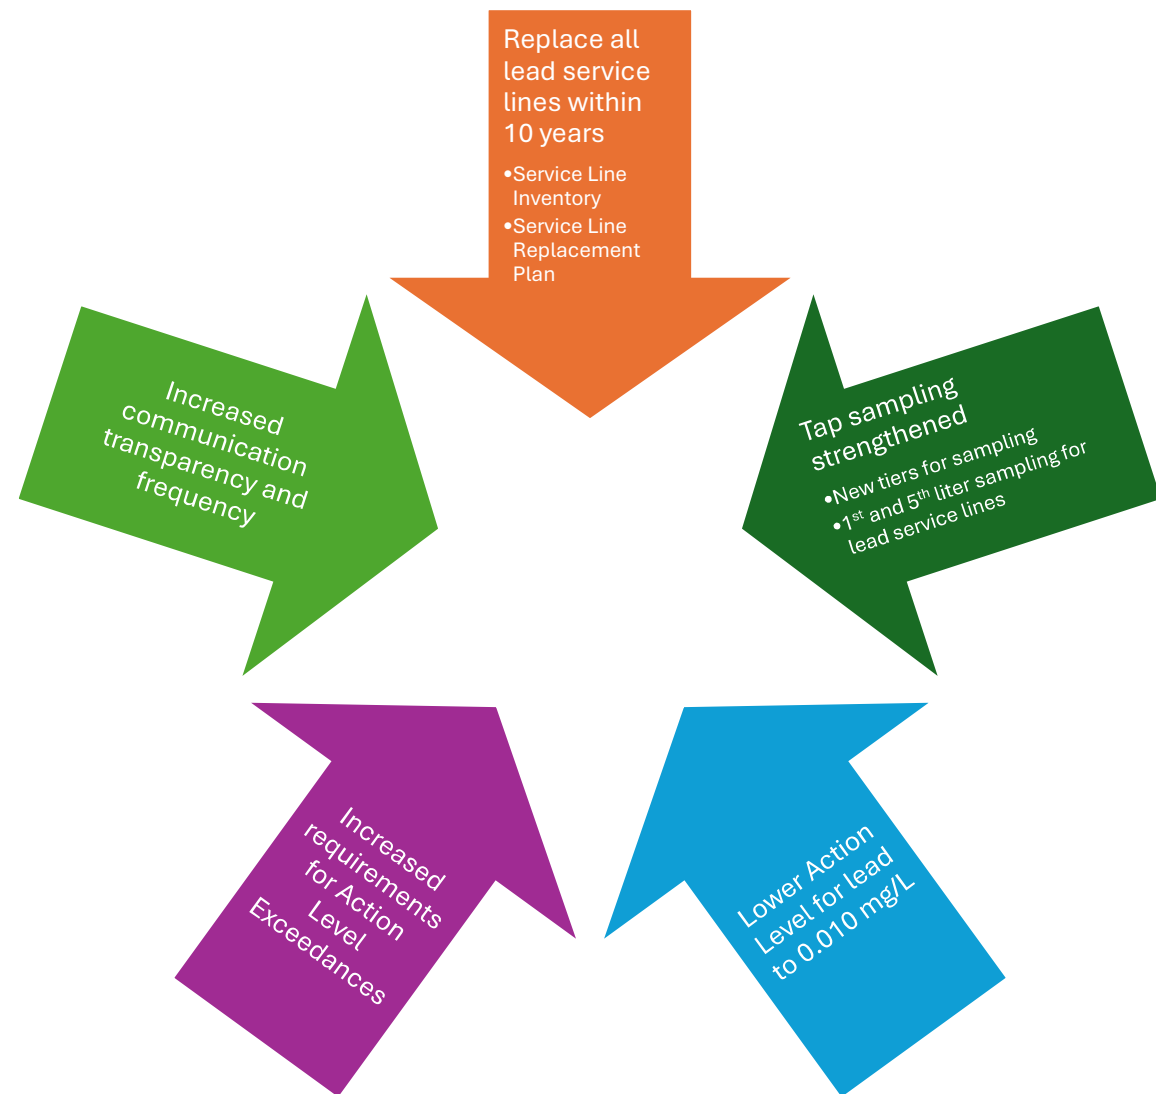 Replace all
lead service
lines within
10 years
•Service Line
Inventory
•Service Line
Replacement
Plan
Tap sampling
strengthened
•New tiers for sampling
•1st and 5th liter sampling for
lead service lines
Lower Action
Level for lead
to 0.010 mg/L
Increased
requirements
for Action
Level
Exceedances
Increased
communication
transparency and
frequency